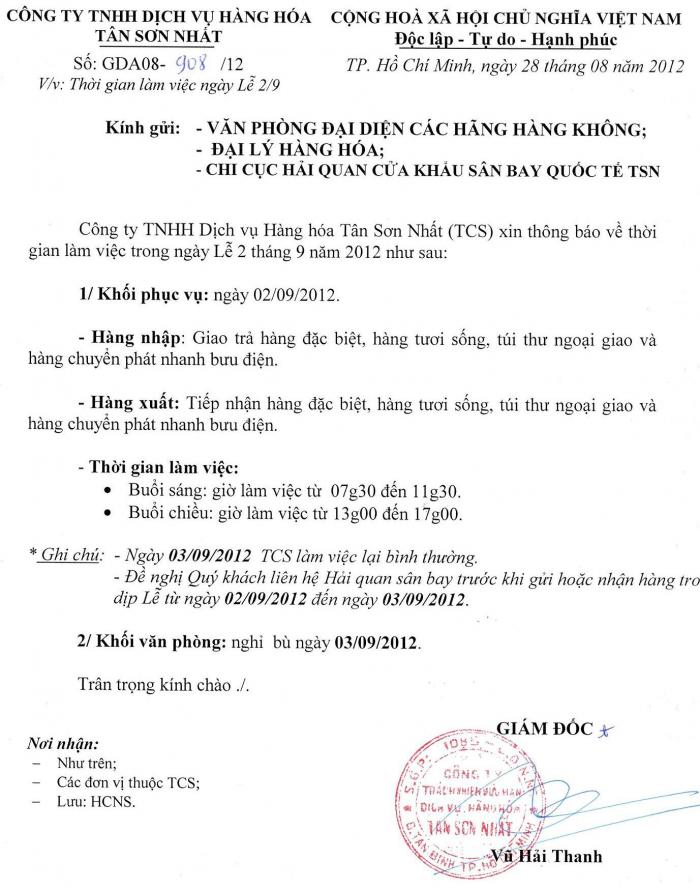 CÔNG TY TNHH DỊCH VỤ HÀNG HÓA
TÂN SƠN NHẤT
Số: GDA08- 908 /12
V/v: Thời gian làm việc ngày Lễ 2/9
CỘNG HOÀ XÃ HỘI CHỦ NGHĨA VIỆT NAM
Độc lập - Tự do - Hạnh phúc
TP. Hồ Chí Minh, ngày 28 tháng 08 năm 2012
Kính gửi: - VĂN PHÒNG ĐẠI DIỆN CÁC HÃNG HÀNG KHÔNG;
- ĐẠI LÝ HÀNG HÓA;
- CHI CỤC HẢI QUAN CỬA KHẨU SÂN BAY QUỐC TẾ TSN
Công ty TNHH Dịch vụ Hàng hóa Tân Sơn Nhất (TCS) xin thông báo về thời
gian làm việc trong ngày Lễ 2 tháng 9 năm 2012 như sau:
1/ Khối phục vụ: ngày 02/09/2012.
- Hàng nhập: Giao trả hàng đặc biệt, hàng tươi sống, túi thư ngoại giao và
hàng chuyển phát nhanh bưu điện.
- Hàng xuất: Tiếp nhận hàng đặc biệt, hàng tươi sống, túi thư ngoại giao và
hàng chuyển phát nhanh bưu điện.
- Thời gian làm việc:
• Buổi sáng: giờ làm việc từ 07g30 đến 11g30.
• Buổi chiều: giờ làm việc từ 13g00 đến 17g00.
* Ghi chú: - Ngày 03/09/2012 TCS làm việc lại bình thường.
- Đề nghị Quý khách liên hệ Hải quan sân bay trước khi gửi hoặc nhận hàng tro
dịp Lễ từ ngày 02/09/2012 đến ngày 03/09/2012.
2/ Khối văn phòng: nghỉ bù ngày 03/09/2012.
Trân trọng kính chào ./.
GIÁM ĐỐC
Nơi nhận:
– Như trên;
– Các đơn vị thuộc TCS;
– Lưu: HCNS.
CÔNG TY
TRÁCH NHIỆM HỮU HẠN
DỊCH VỤ HÀNG HÓA
TÂN SƠN NHẤT
Q.TÂN BÌNH TP.HỒ CHÍ MINH
Vũ Hải Thanh